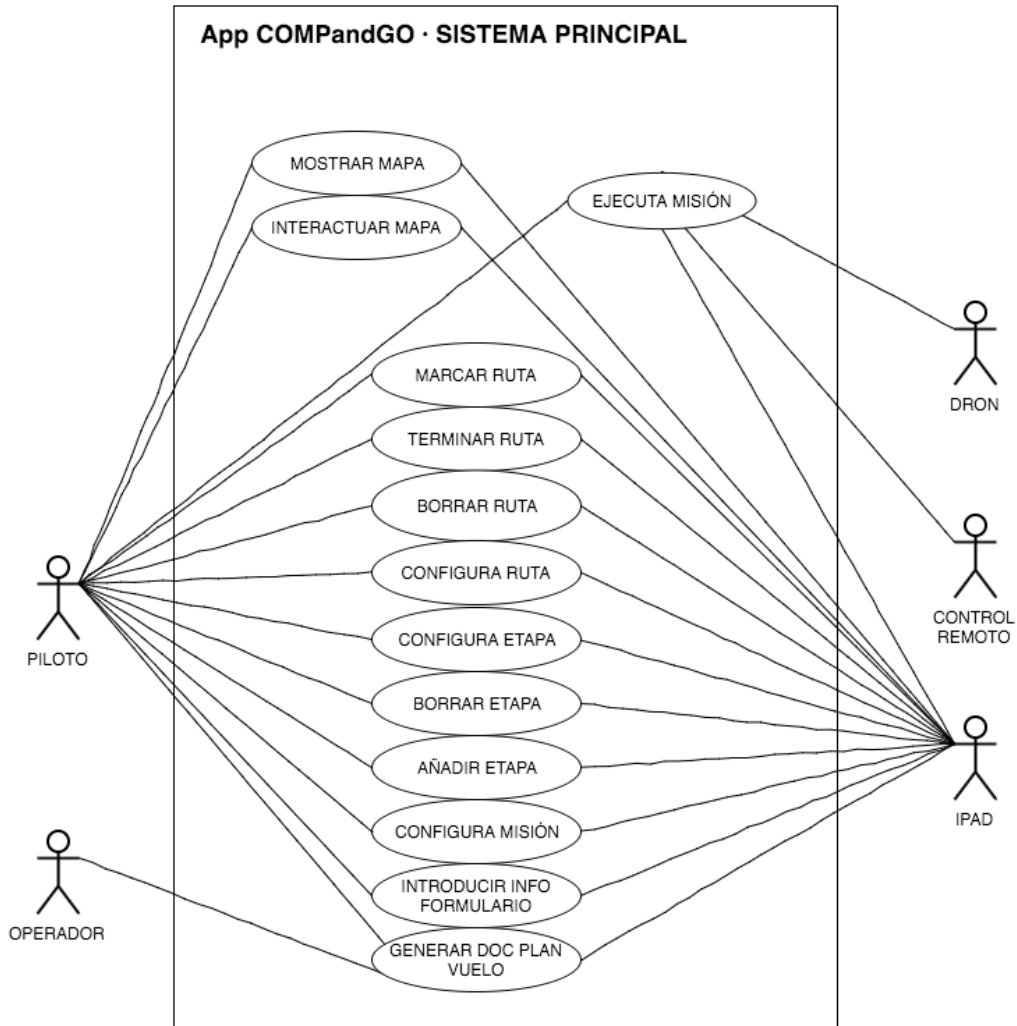 App COMPandGO · SISTEMA PRINCIPAL
MOSTRAR MAPA
EJECUTA MISIÓN
INTERACTUAR MAPA
MARCAR RUTA
DRON
TERMINAR RUTA
BORRAR RUTA
CONFIGURA RUTA
CONTROL
REMOTO
CONFIGURA ETAPA
PILOTO
BORRAR ETAPA
AÑADIR ETAPA
IPAD
CONFIGURA MISIÓN
INTRODUCIR INFO
FORMULARIO
OPERADOR
GENERAR DOC PLAN
VUELO